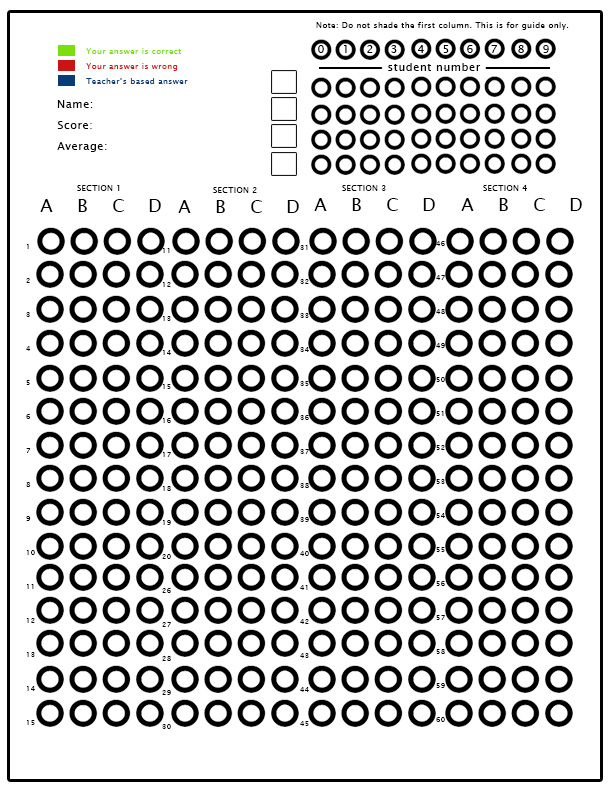 Note: Do not shade the first column. This is for guide only.
0 1 2 3 4 5 6 7 8 9
student number
Your answer is correct
Your answer is wrong
Teacher's based answer
Name:
Score:
Average:
SECTION 1 SECTION 2 SECTION 3 SECTION 4
A B C D A B C D A B C D A B C D
1 11 31 46
2 12 32 47
3 13 33 48
4 14 34 49
5 15 35 50
6 16 36 51
7 17 37 52
8 18 38 53
9 19 39 54
10 20 40 55
11 26 41 56
12 27 42 57
13 28 43 58
14 29 44 59
15 30 45 60